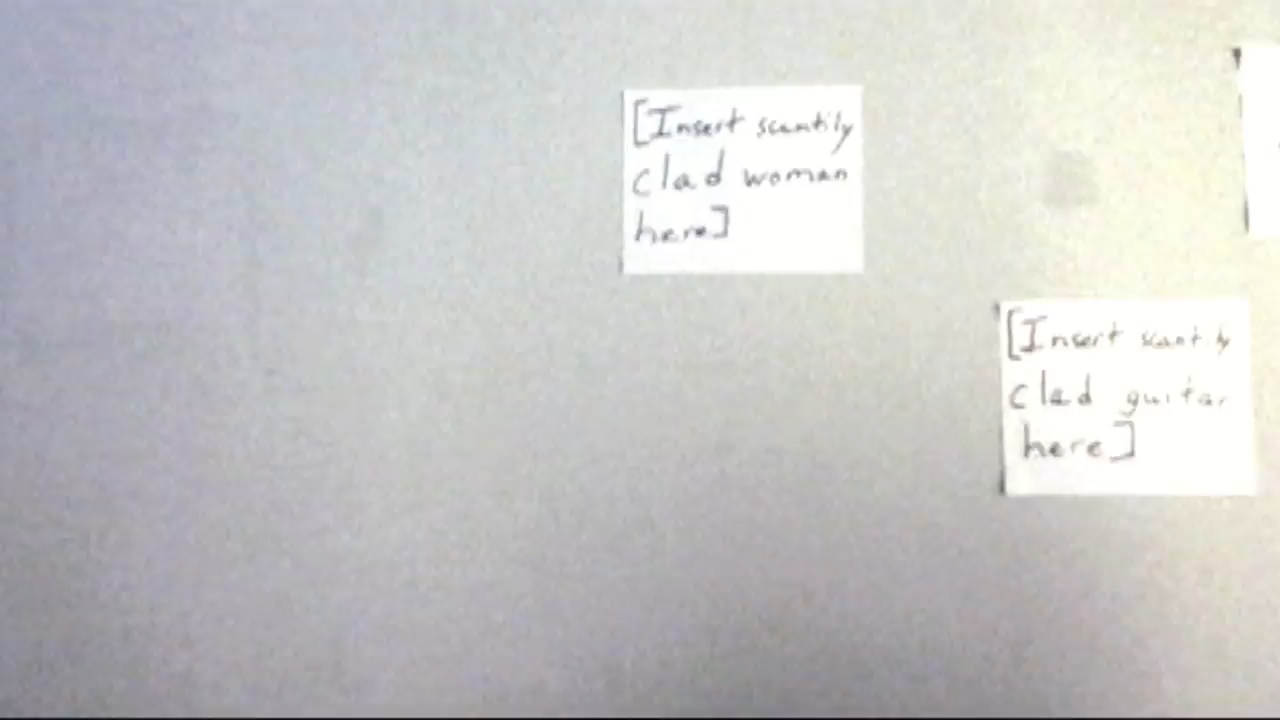 [Insert scantily
clad woman
here]
[Insert scantily
clad guitar
here]